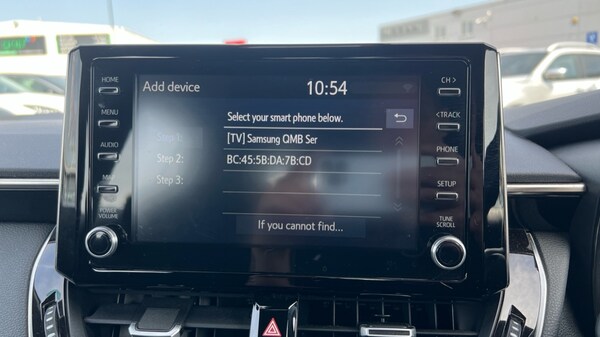 HOME
MENU
AUDIO
MAP
POWER
VOLUME
Add device
10:54
Select your smart phone below.
[TV] Samsung QMB Ser
Step 2:
BC:45:5B:DA:7B:CD
Step 3:
If you cannot find...
CH >
< TRACK
PHONE
SETUP
TUNE
SCROLL